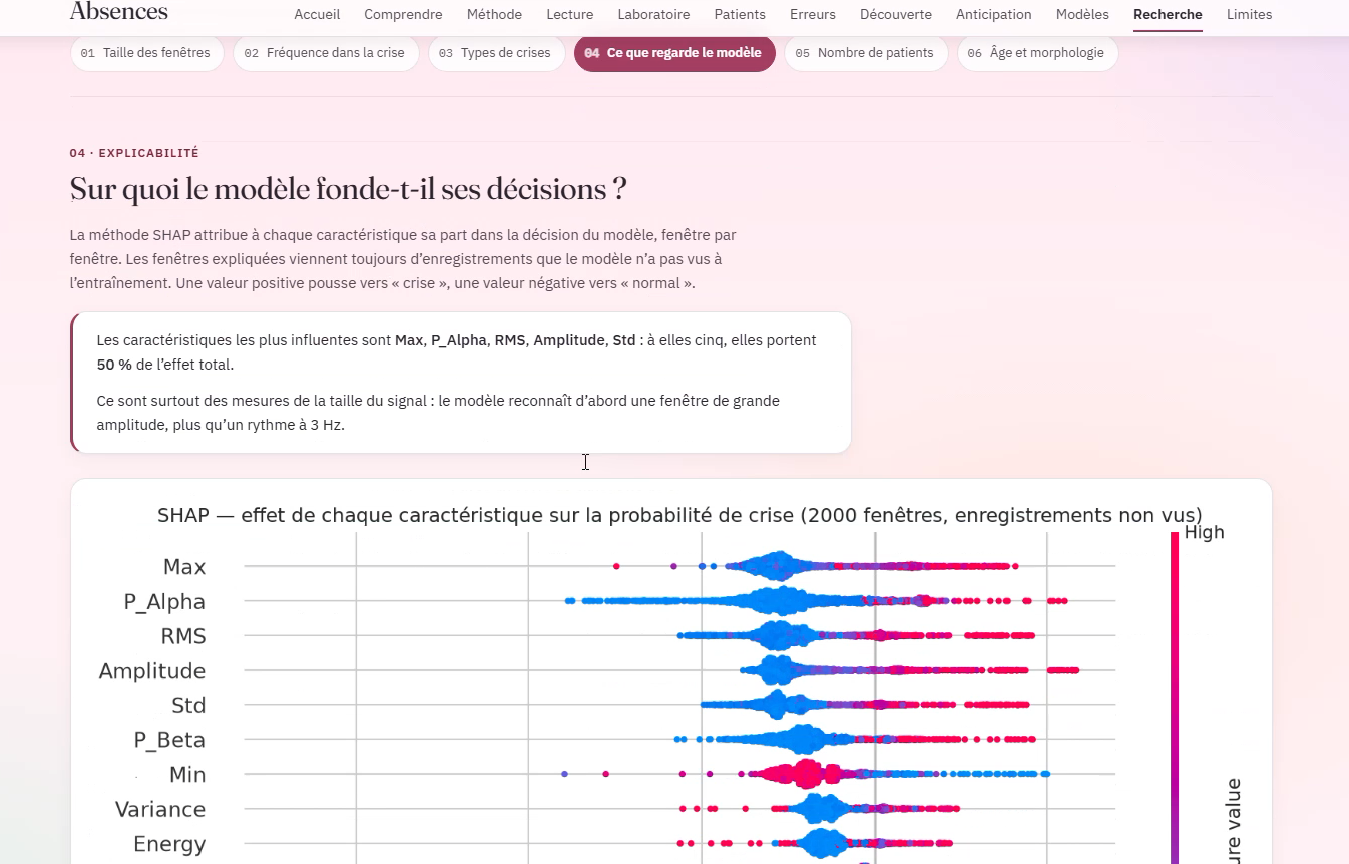 Absences
Accueil
Comprendre
Méthode
Lecture
Laboratoire
Patients
Erreurs
Découverte
Anticipation
Modèles
Recherche
Limites
01 Taille des fenêtres
02 Fréquence dans la crise
03 Types de crises
04 Ce que regarde le modèle
05 Nombre de patients
06 Âge et morphologie
04 · EXPLICABILITÉ
Sur quoi le modèle fonde-t-il ses décisions ?
La méthode SHAP attribue à chaque caractéristique sa part dans la décision du modèle, fenêtre par
fenêtre. Les fenêtres expliquées viennent toujours d’enregistrements que le modèle n’a pas vus à
l’entraînement. Une valeur positive pousse vers « crise », une valeur négative vers « normal ».
Les caractéristiques les plus influentes sont Max, P_Alpha, RMS, Amplitude, Std : à elles cinq, elles portent
50 % de l’effet total.
Ce sont surtout des mesures de la taille du signal : le modèle reconnaît d’abord une fenêtre de grande
amplitude, plus qu’un rythme à 3 Hz.
SHAP — effet de chaque caractéristique sur la probabilité de crise (2000 fenêtres, enregistrements non vus)
High
Max
P_Alpha
RMS
Amplitude
Std
P_Beta
Min
Variance
Energy
value